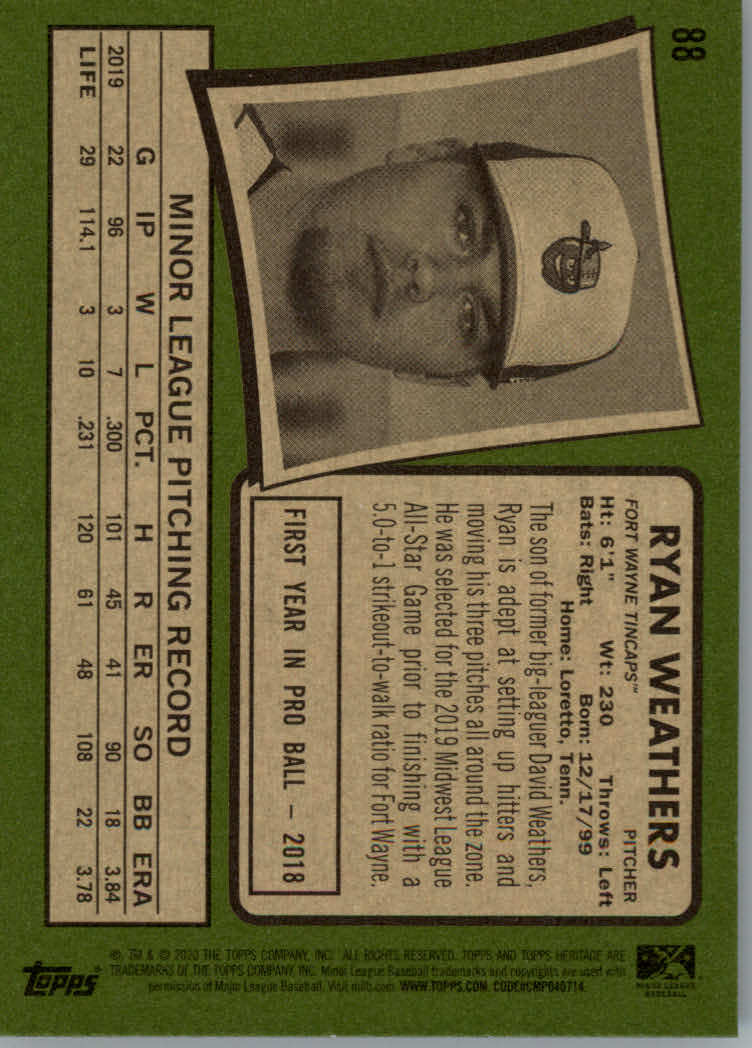 88
RYAN WEATHERS
FORT WAYNE TINCAPS™ PITCHER
Ht: 6'1" Wt: 230 Throws: Left
Bats: Right Born: 12/17/99
Home: Loretto, Tenn.
The son of former big-leaguer David Weathers,
Ryan is adept at setting up hitters and
moving his three pitches all around the zone.
He was selected for the 2019 Midwest League
All-Star Game prior to finishing with a
5.0-to-1 strikeout-to-walk ratio for Fort Wayne.
FIRST YEAR IN PRO BALL – 2018
MINOR LEAGUE PITCHING RECORD
G IP W L PCT. H R ER SO BB ERA
2019 22 96 3 7 .300 101 45 41 90 18 3.84
LIFE 29 114.1 3 10 .231 120 61 48 108 22 3.78
MINOR LEAGUE
BASEBALL
®, TM & © 2020 THE TOPPS COMPANY, INC. ALL RIGHTS RESERVED. TOPPS AND TOPPS HERITAGE ARE
TRADEMARKS OF THE TOPPS COMPANY, INC. Minor League Baseball trademarks and copyrights are used with
permission of Major League Baseball. Visit milb.com. WWW.TOPPS.COM. CODE#CMP040714.
Topps®